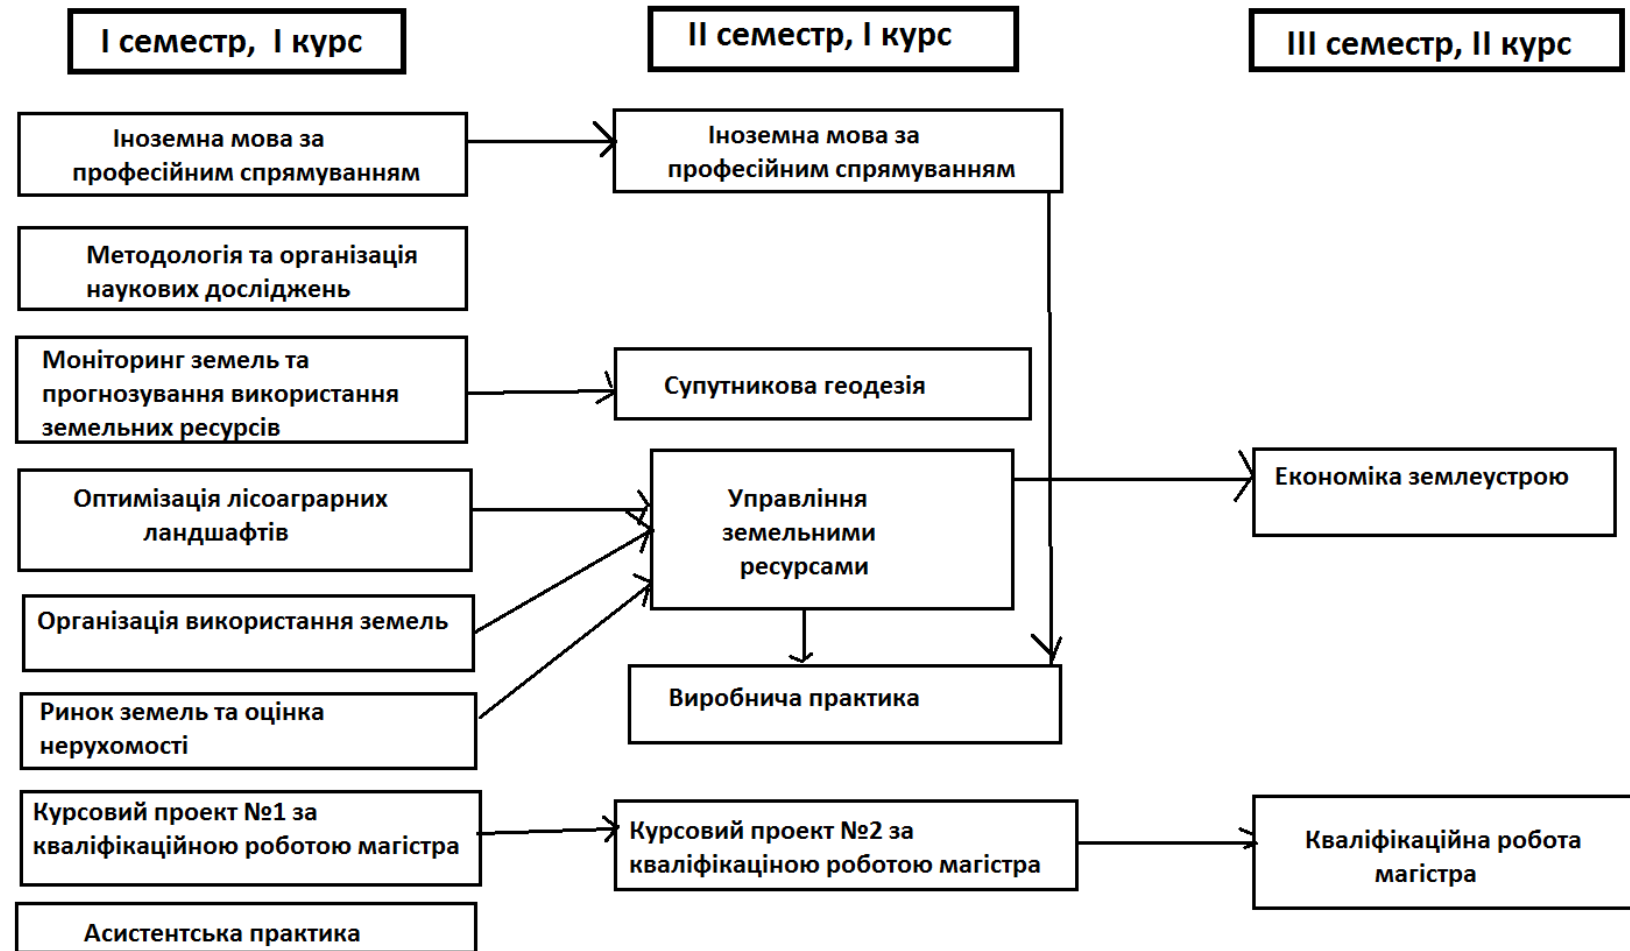 І семестр, І курс
ІІ семестр, І курс
ІІІ семестр, ІІ курс
Іноземна мова за
професійним спрямуванням
Іноземна мова за
професійним спрямуванням
Методологія та організація
наукових досліджень
Моніторинг земель та
прогнозування використання
земельних ресурсів
Супутникова геодезія
Оптимізація лісоаграрних
ландшафтів
Управління
земельними
ресурсами
Економіка землеустрою
Організація використання земель
Ринок земель та оцінка
нерухомості
Виробнича практика
Курсовий проект №1 за
кваліфікаційною роботою магістра
Курсовий проект №2 за
кваліфікаціною роботою магістра
Кваліфікаційна робота
магістра
Асистентська практика